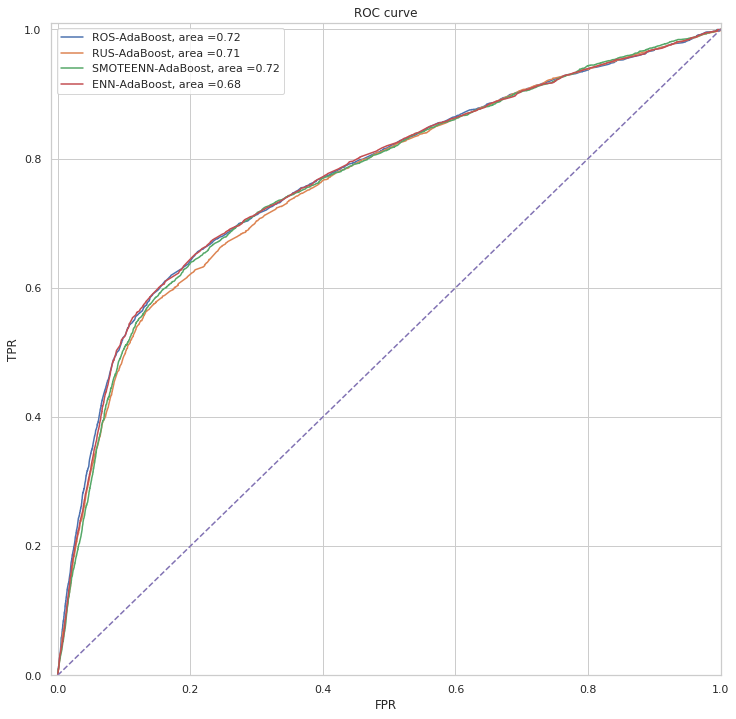 ROC curve
ROS-AdaBoost, area =0.72
RUS-AdaBoost, area =0.71
SMOTEENN-AdaBoost, area =0.72
ENN-AdaBoost, area =0.68
1.0
0.8
0.6
0.4
0.2
0.0
TPR
0.0 0.2 0.4 0.6 0.8 1.0
FPR